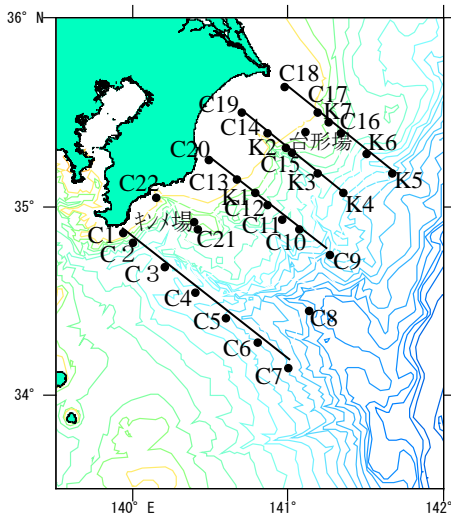 36° N
C18
C17
C19
K7
C14
C16
K2
台形場
C20
C15
K6
C13
K3
K5
C22
K1
K4
C12
35°
キンメ場
C11
C1
C21
C10
C２
C9
C３
C4
C5
C8
C6
C7
34°
140° E
141°
142°